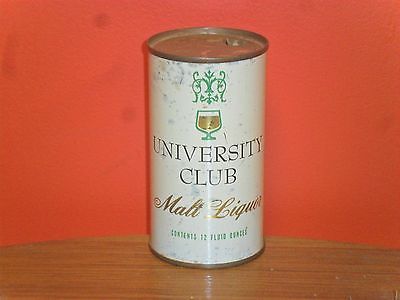 UNIVERSITY
CLUB
Malt Liquor
CONTENTS 12 FLUID OUNCES